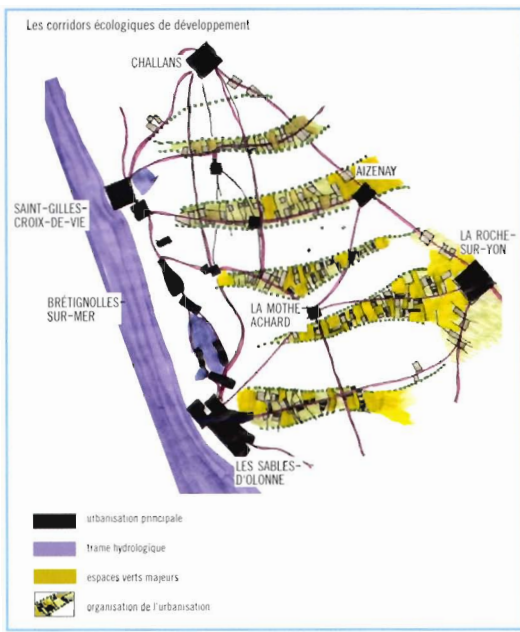 Les corridors écologiques de développement
CHALLANS
AIZENAY
SAINT-GILLES-
CROIX-DE-VIE
LA ROCHE-
SUR-YON
BRÉTIGNOLLES-
SUR-MER
LA MOTHE
ACHARD
LES SABLES-
D'OLONNE
urbanisation principale
trame hydrologique
espaces verts majeurs
organisation de l'urbanisation